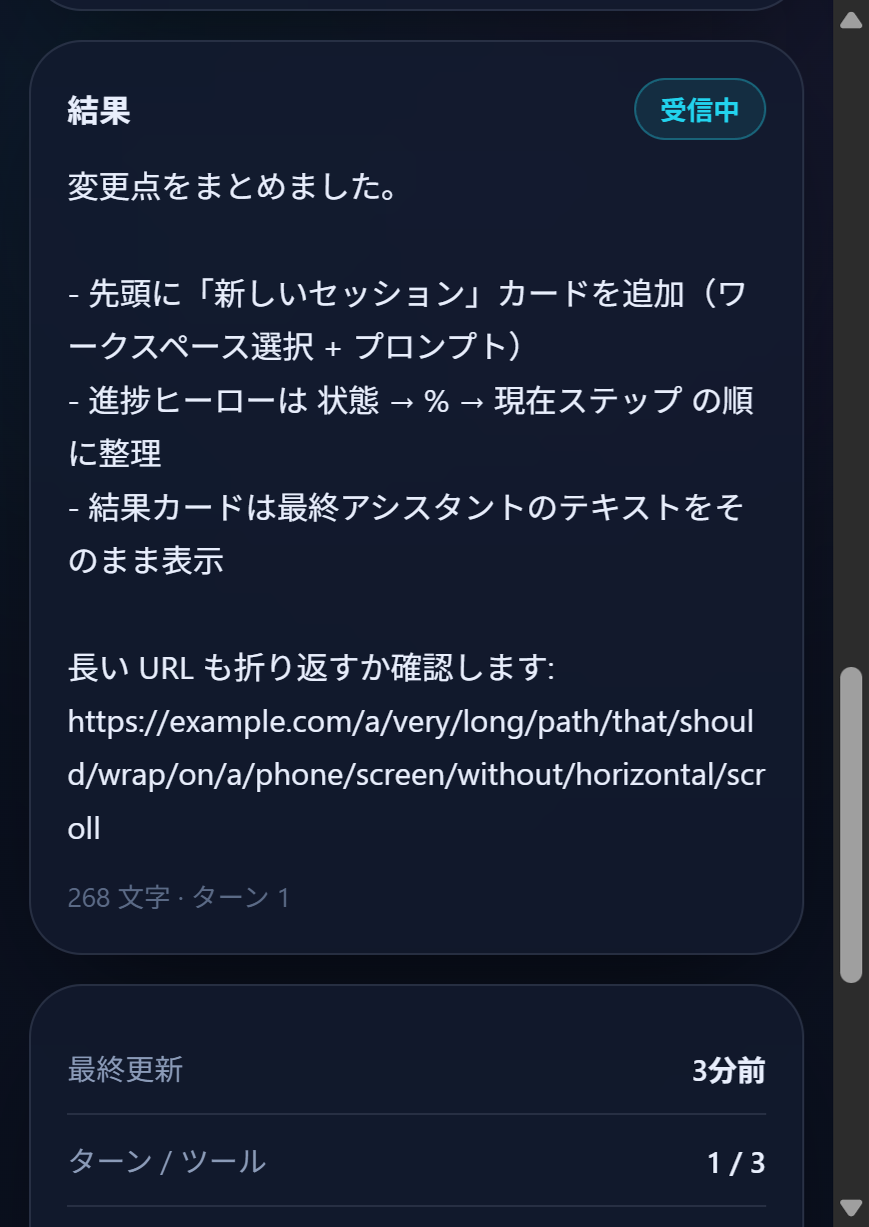 結果
受信中
変更点をまとめました。
- 先頭に「新しいセッション」カードを追加（ワ
ークスペース選択 + プロンプト）
- 進捗ヒーローは 状態 → % → 現在ステップ の順
に整理
- 結果カードは最終アシスタントのテキストをそ
のまま表示
長い URL も折り返すか確認します:
https://example.com/a/very/long/path/that/shoul
d/wrap/on/a/phone/screen/without/horizontal/scr
oll
268 文字 · ターン 1
最終更新
3分前
ターン / ツール
1 / 3